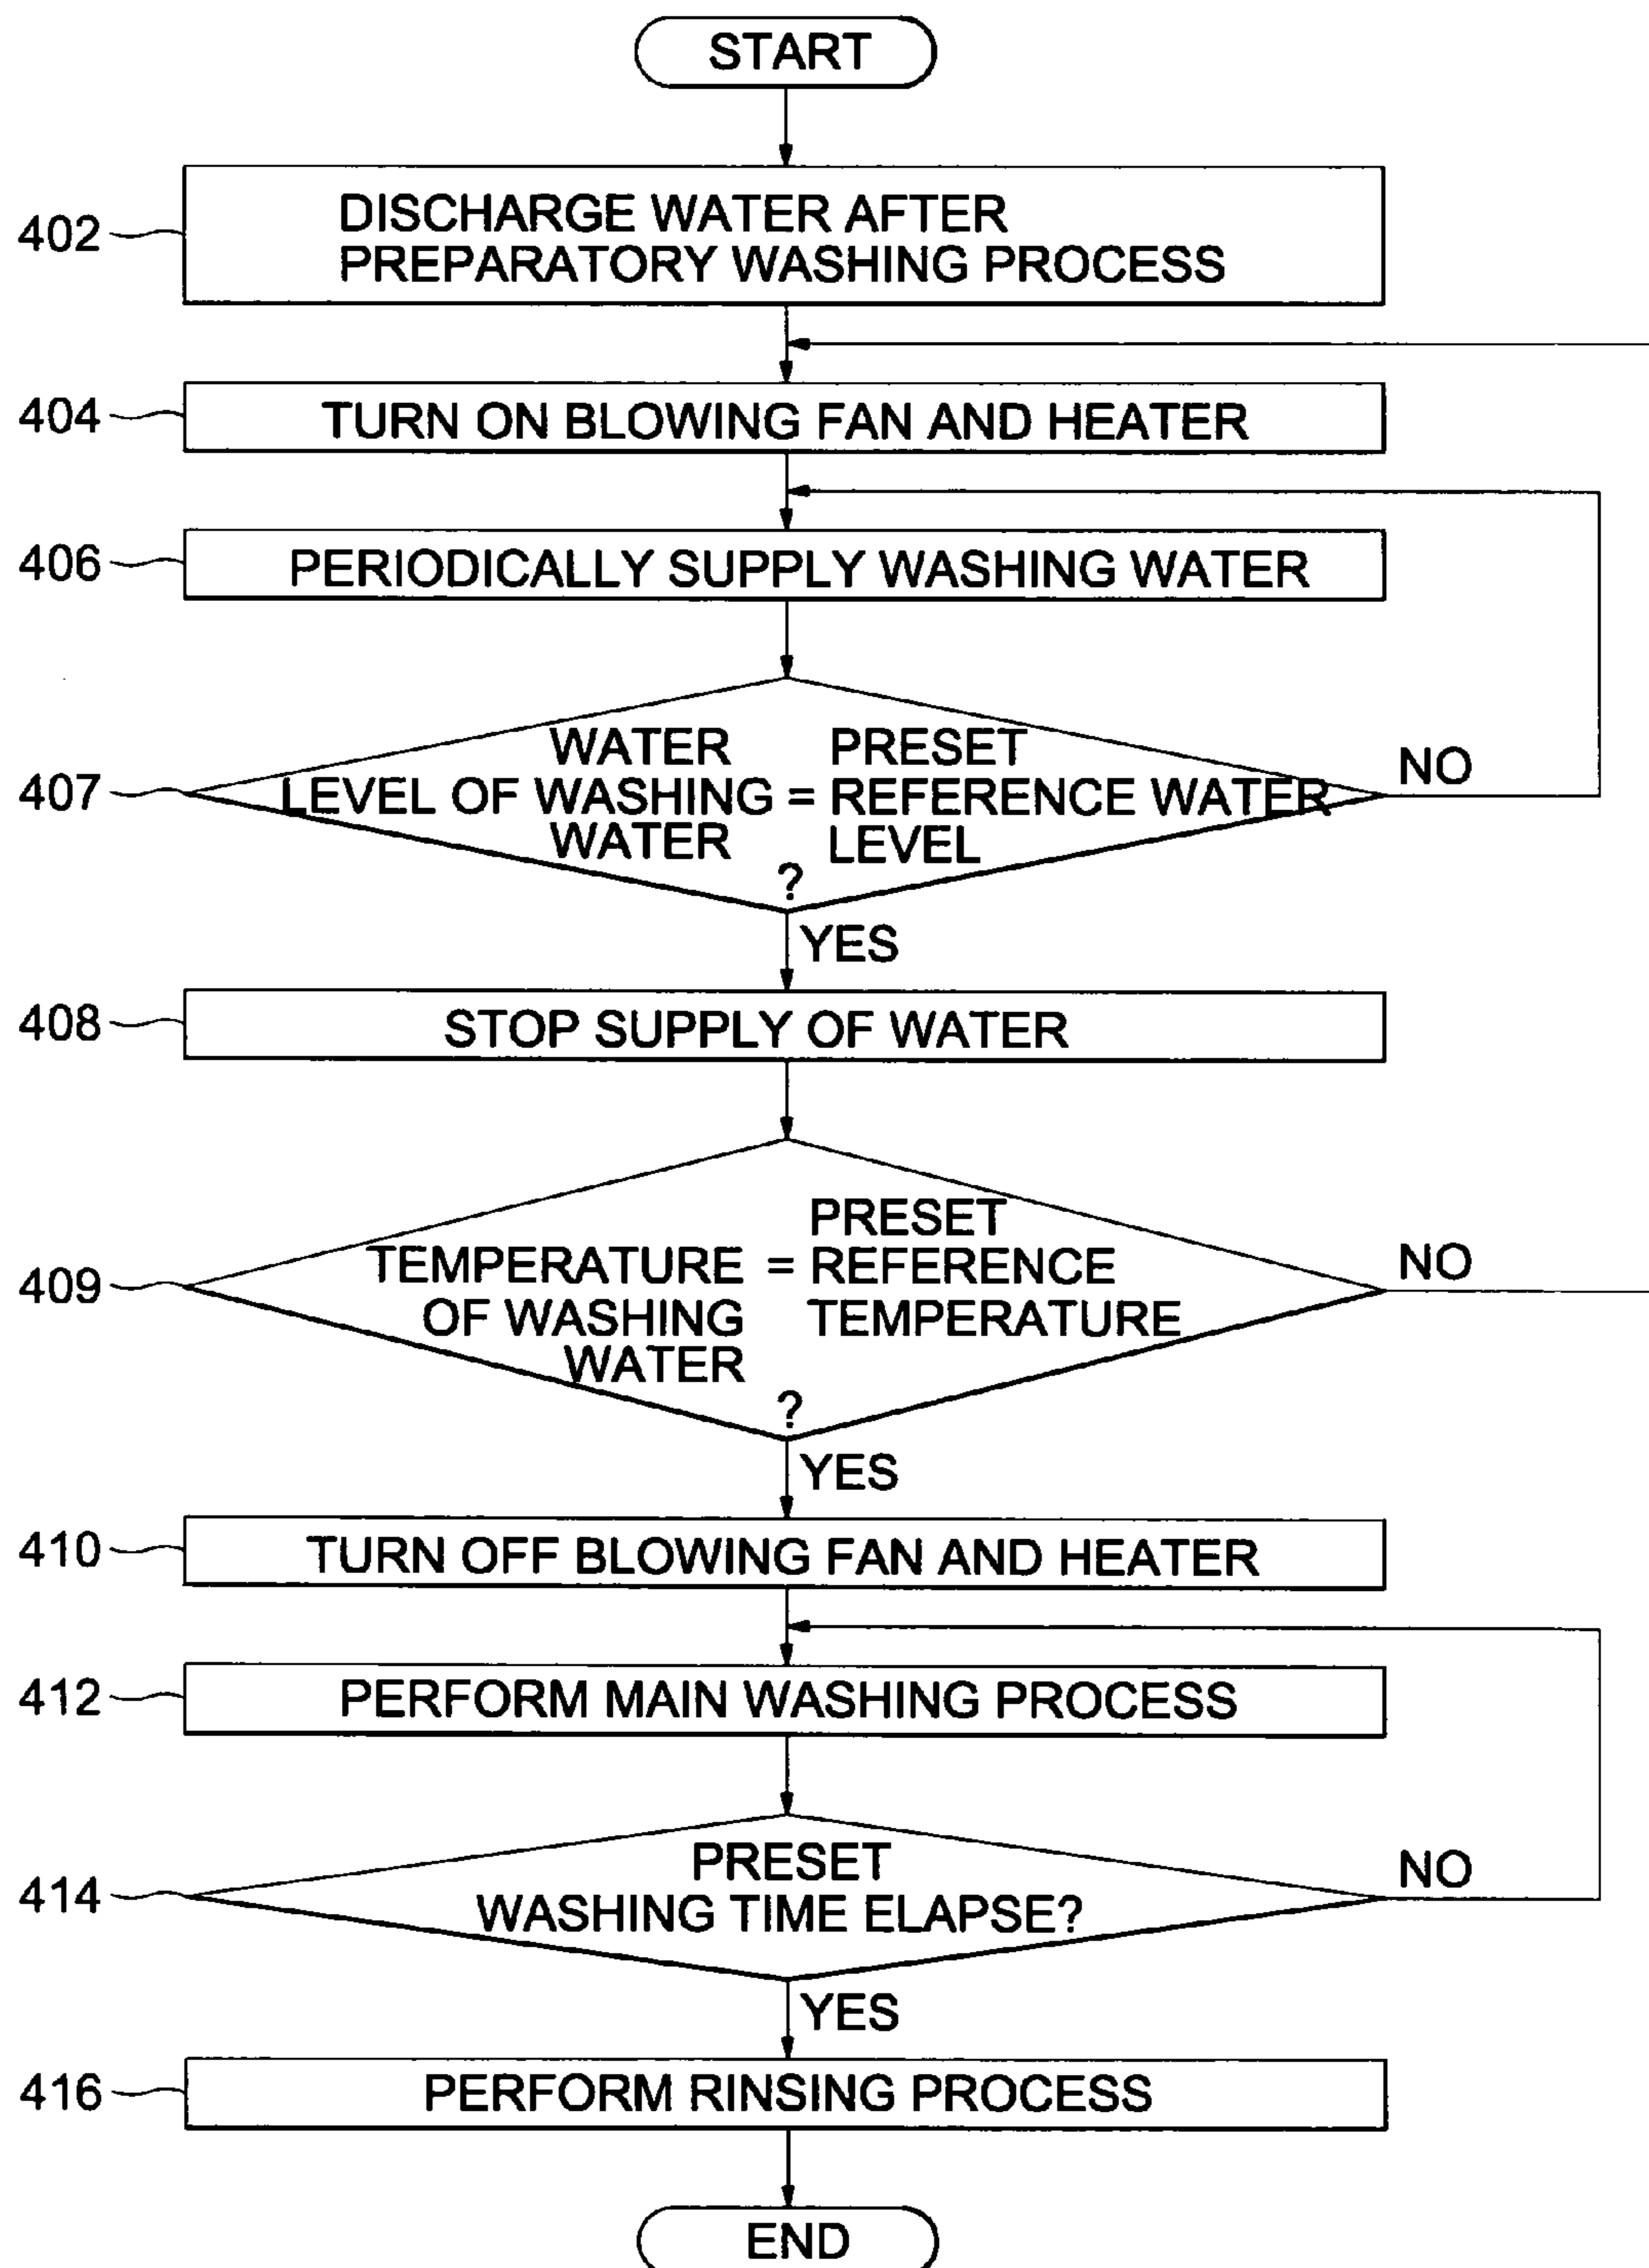 START
402
DISCHARGE WATER AFTER
PREPARATORY WASHING PROCESS
404
TURN ON BLOWING FAN AND HEATER
406
PERIODICALLY SUPPLY WASHING WATER
407
WATER PRESET
LEVEL OF WASHING = REFERENCE WATER
WATER LEVEL
?
NO
YES
408
STOP SUPPLY OF WATER
409
PRESET
TEMPERATURE = REFERENCE
OF WASHING TEMPERATURE
WATER
?
NO
YES
410
TURN OFF BLOWING FAN AND HEATER
412
PERFORM MAIN WASHING PROCESS
414
PRESET
WASHING TIME ELAPSE?
NO
YES
416
PERFORM RINSING PROCESS
END